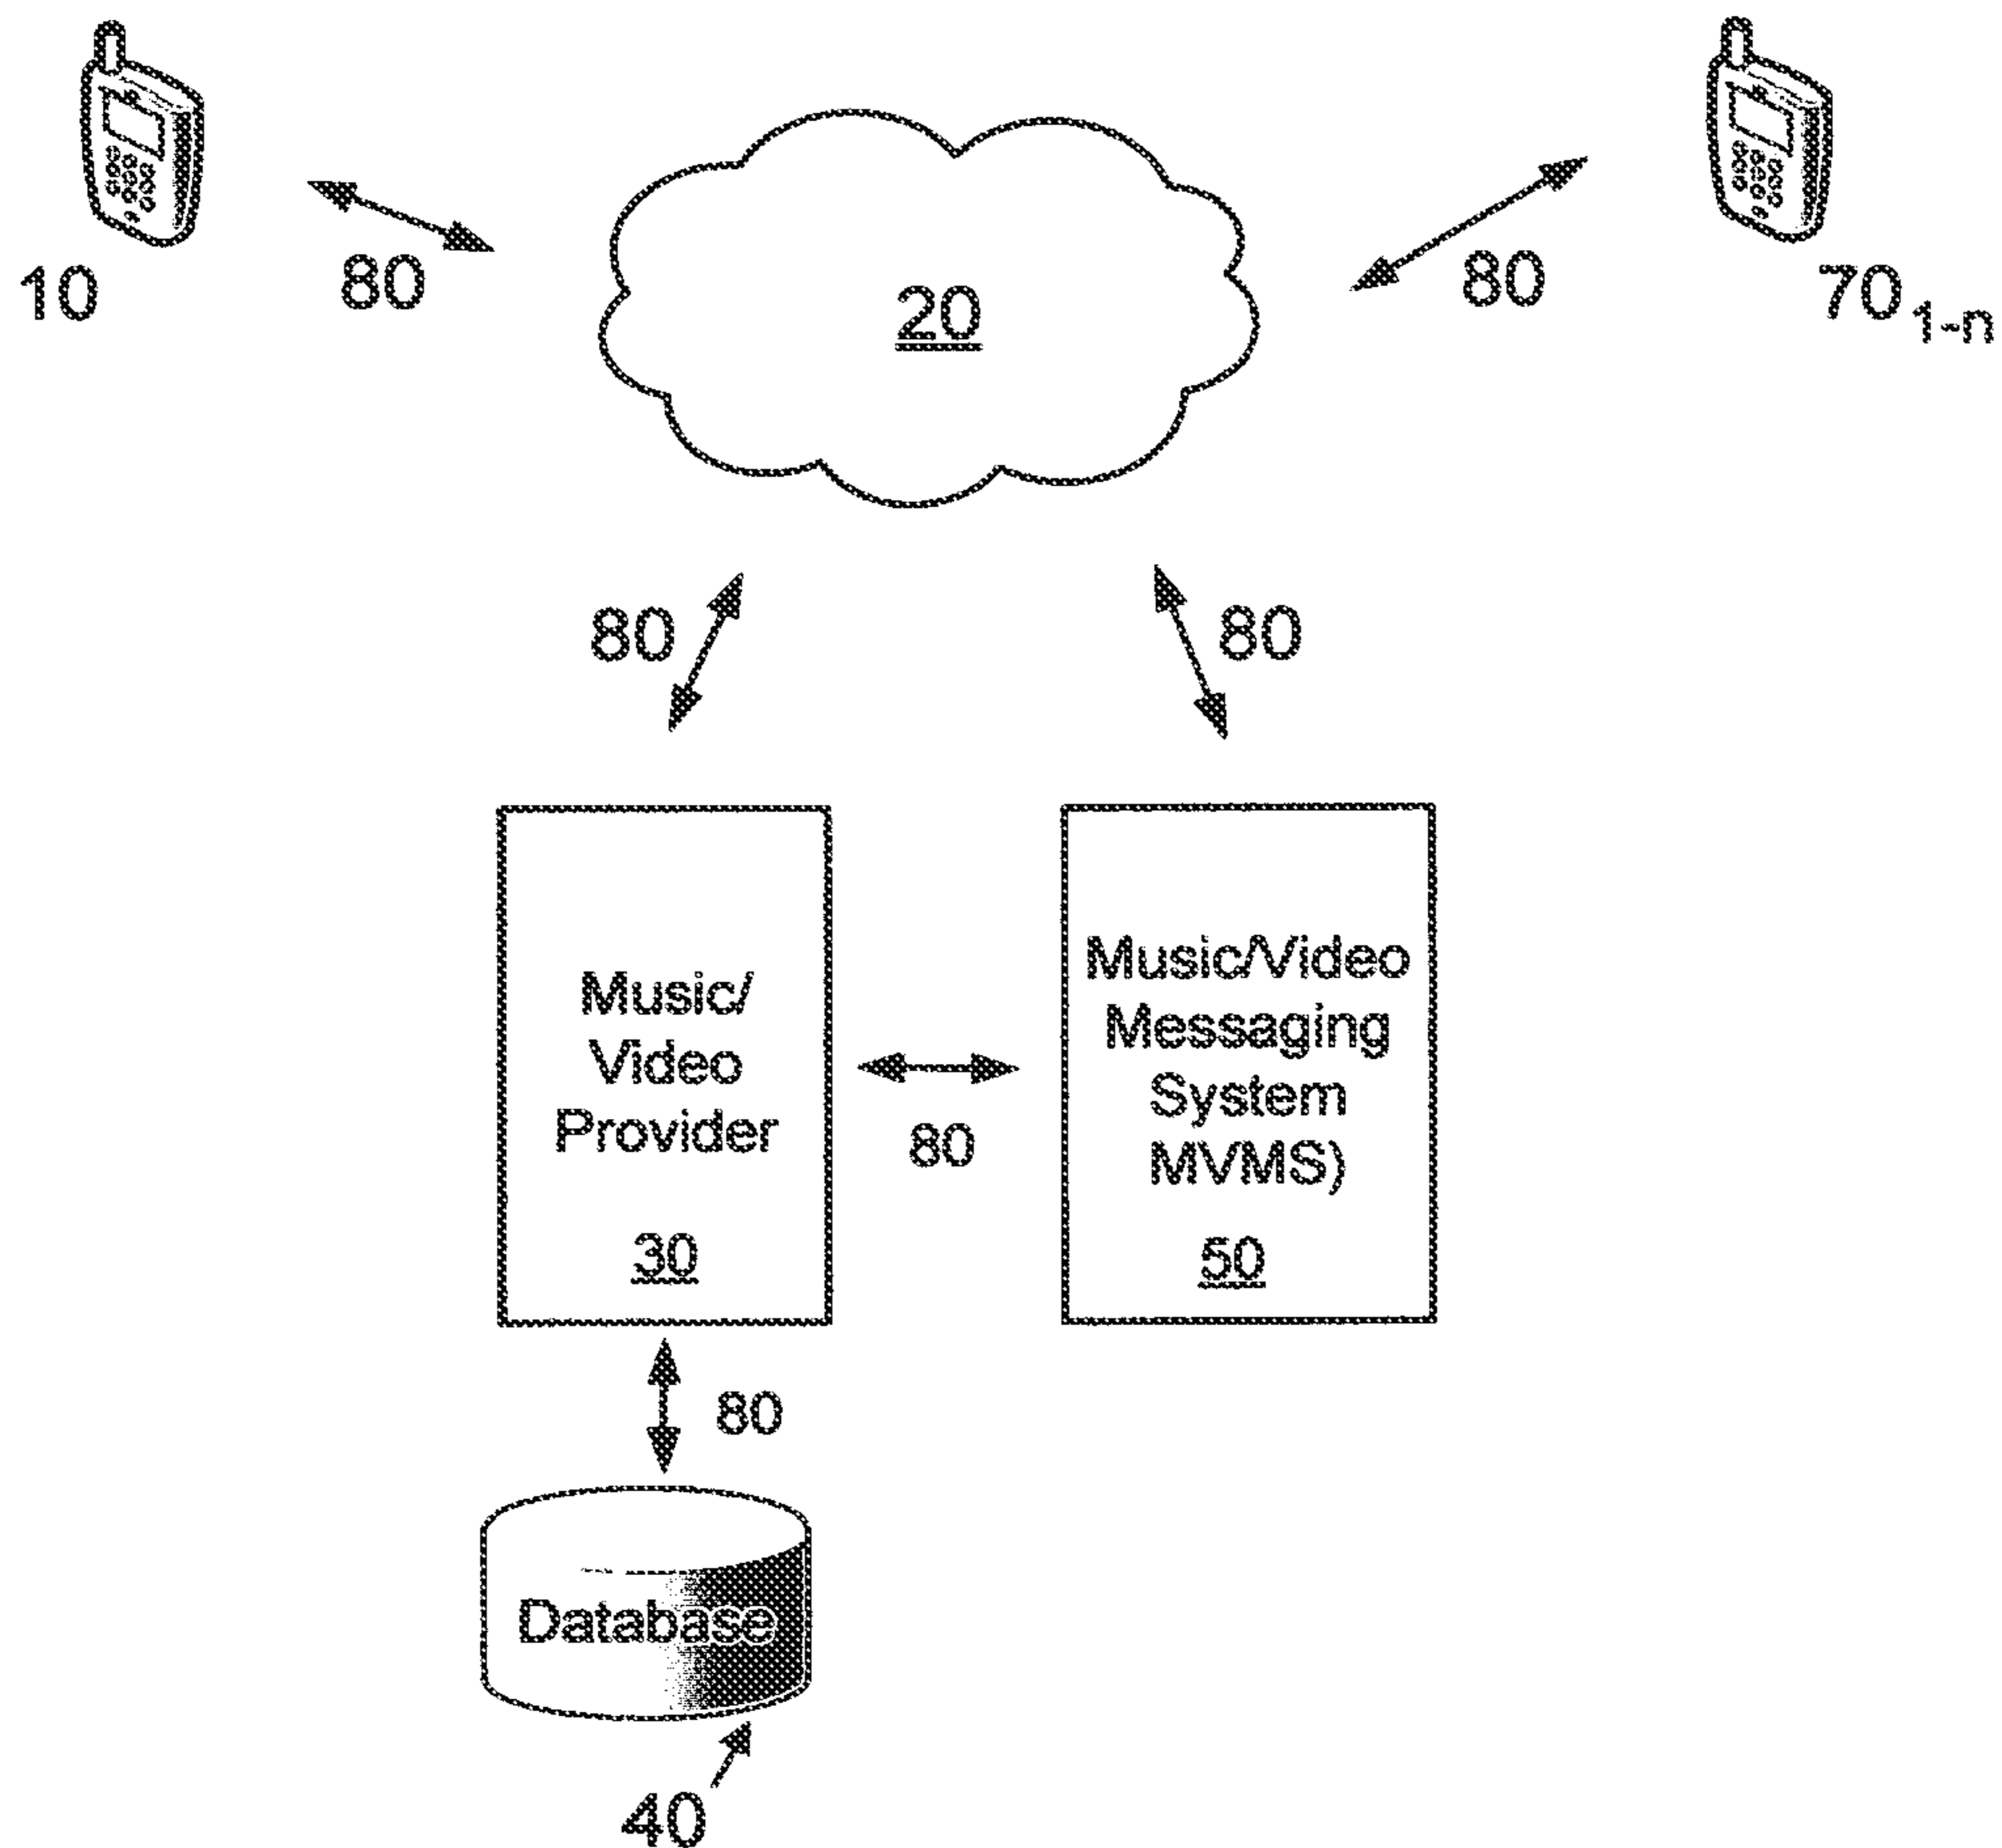 10
80
20
80
70 1-n
80
80
Music/
Video
Provider
30
80
Music/Video
Messaging
System
MVMS)
50
80
Database
40